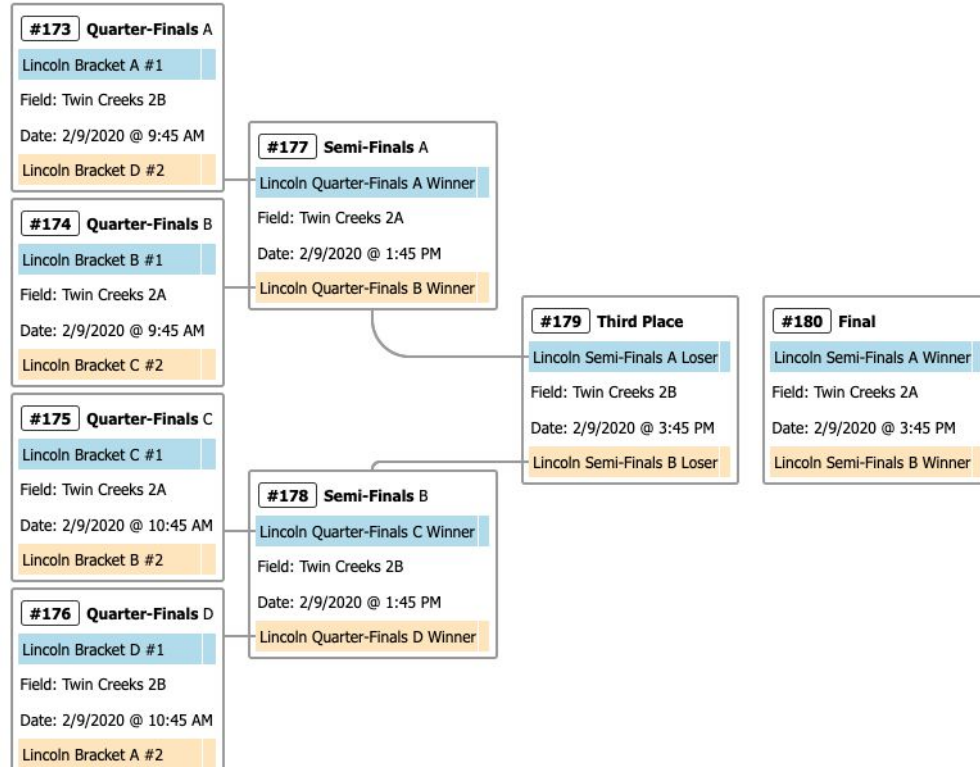 #173 Quarter-Finals A
Lincoln Bracket A #1
Field: Twin Creeks 2B
Date: 2/9/2020 @ 9:45 AM
Lincoln Bracket D #2
#174 Quarter-Finals B
Lincoln Bracket B #1
Field: Twin Creeks 2A
Date: 2/9/2020 @ 9:45 AM
Lincoln Bracket C #2
#175 Quarter-Finals C
Lincoln Bracket C #1
Field: Twin Creeks 2A
Date: 2/9/2020 @ 10:45 AM
Lincoln Bracket B #2
#176 Quarter-Finals D
Lincoln Bracket D #1
Field: Twin Creeks 2B
Date: 2/9/2020 @ 10:45 AM
Lincoln Bracket A #2
#177 Semi-Finals A
Lincoln Quarter-Finals A Winner
Field: Twin Creeks 2A
Date: 2/9/2020 @ 1:45 PM
Lincoln Quarter-Finals B Winner
#178 Semi-Finals B
Lincoln Quarter-Finals C Winner
Field: Twin Creeks 2B
Date: 2/9/2020 @ 1:45 PM
Lincoln Quarter-Finals D Winner
#179 Third Place
Lincoln Semi-Finals A Loser
Field: Twin Creeks 2B
Date: 2/9/2020 @ 3:45 PM
Lincoln Semi-Finals B Loser
#180 Final
Lincoln Semi-Finals A Winner
Field: Twin Creeks 2A
Date: 2/9/2020 @ 3:45 PM
Lincoln Semi-Finals B Winner